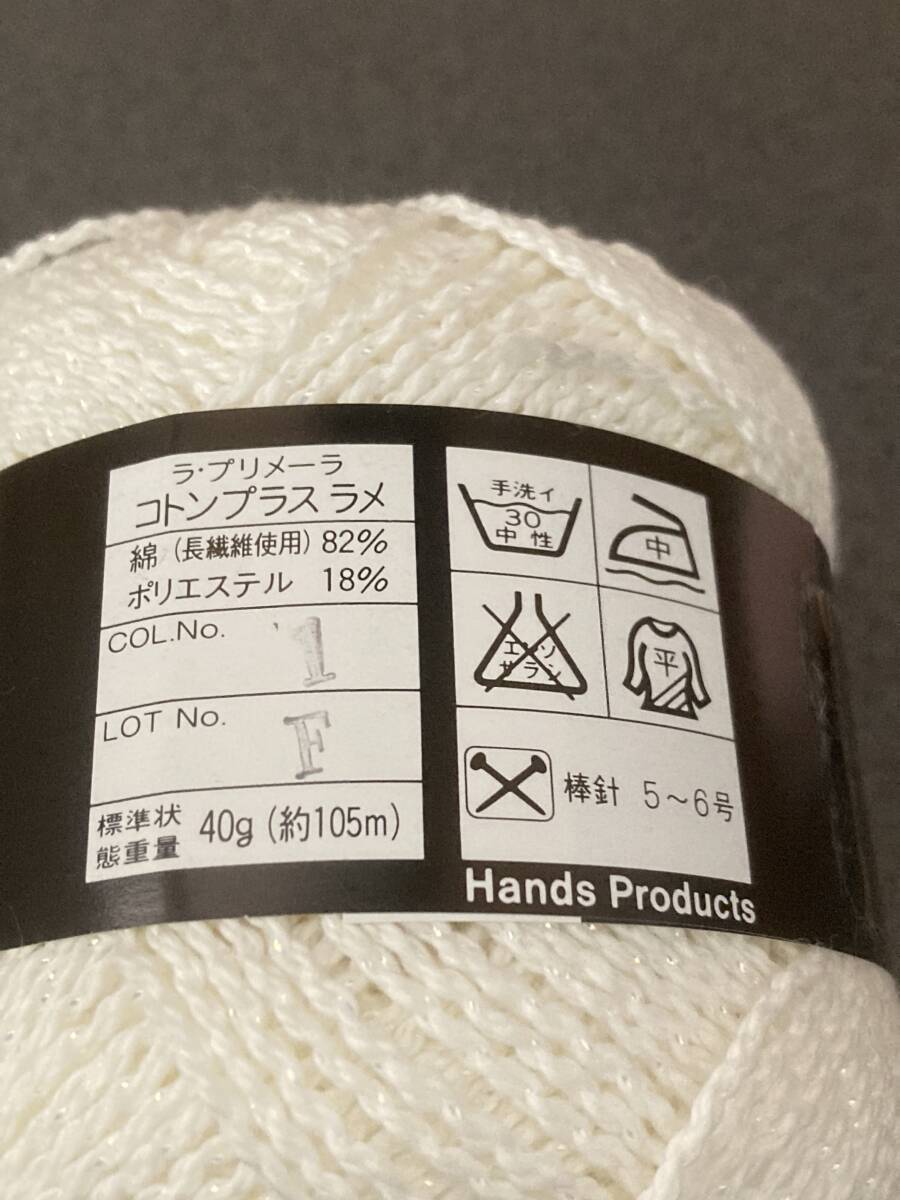 ラ・プリメーラ
コトンプラス ラメ
綿 (長繊維使用) 82%
ポリエステル 18%
COL.No. 1
LOT No. F
標準状
態重量 40g (約105m)
手洗イ
30
中性
中
エンソ
サラシ
平
棒針 5~6号
Hands Products